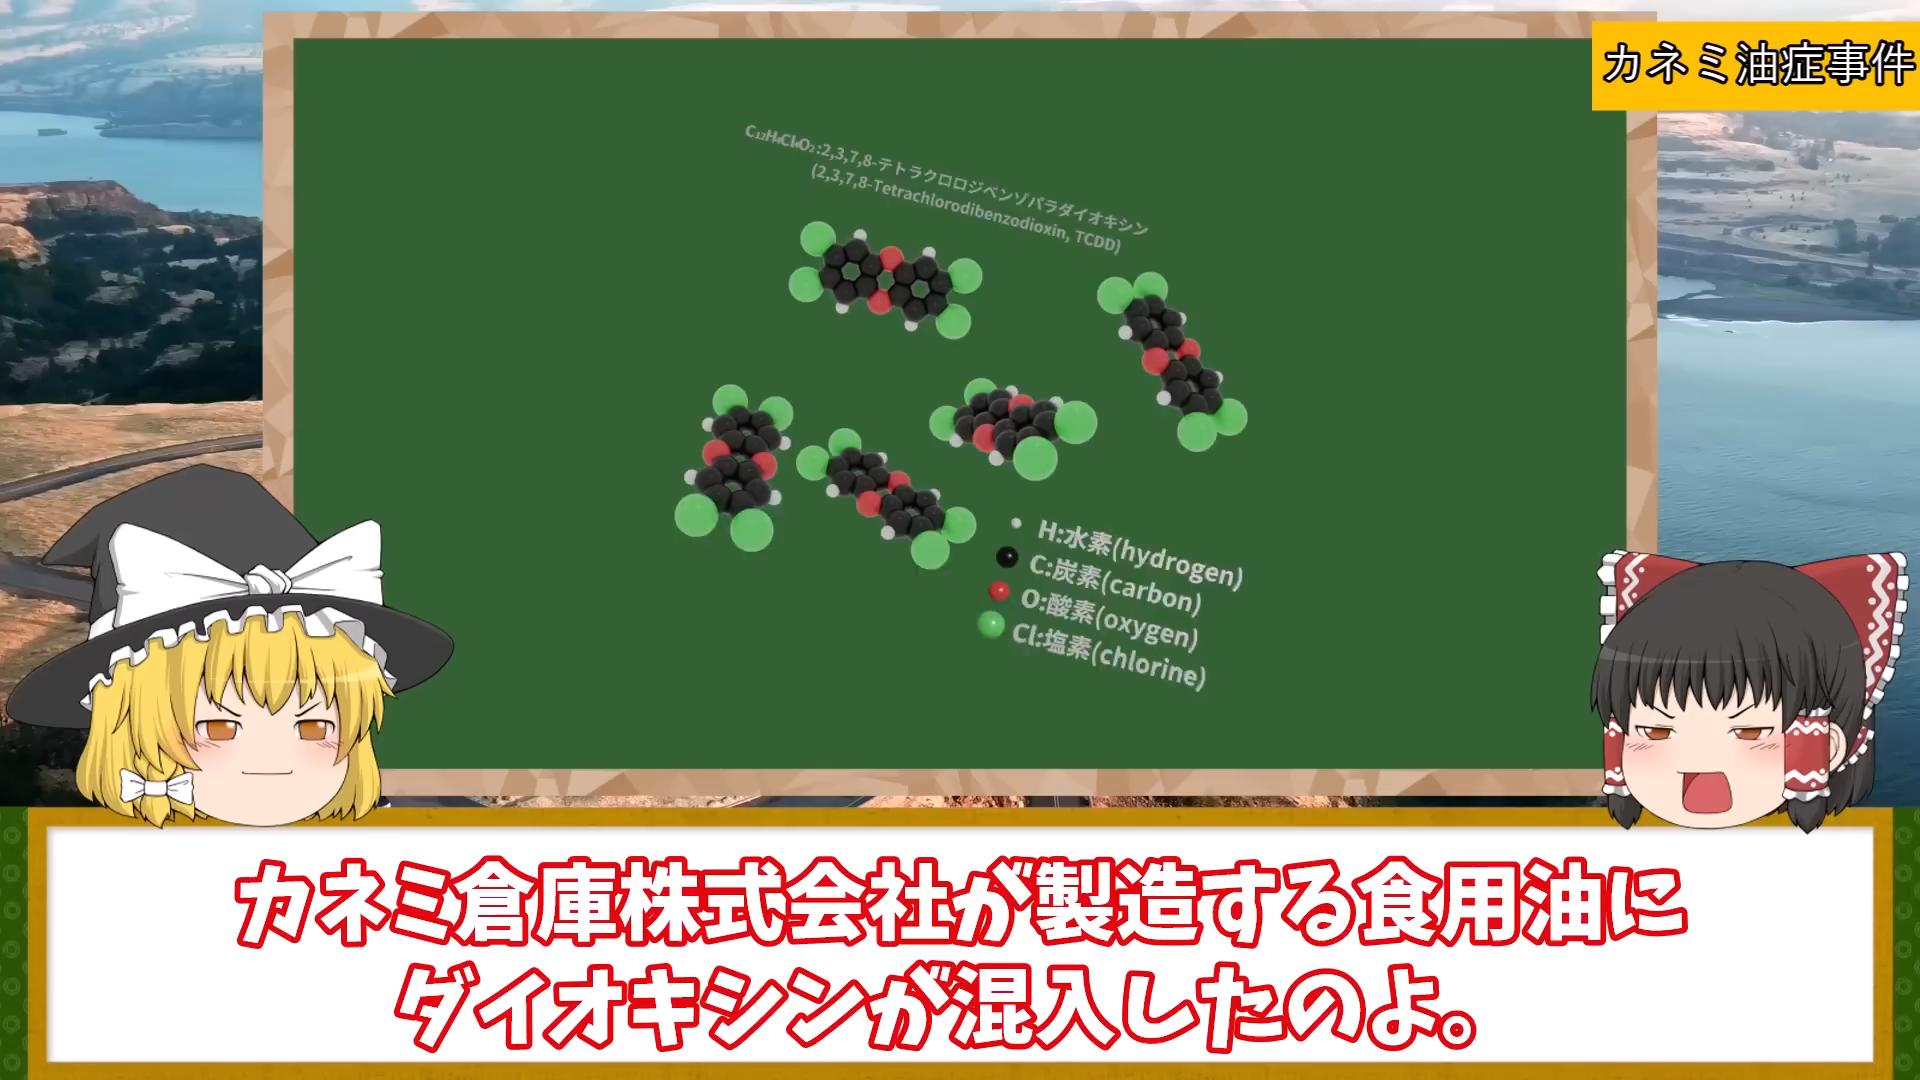 カネミ油症事件
C₁₂H₄Cl₄O₂:2,3,7,8-テトラクロロジベンゾパラダイオキシン
(2,3,7,8-Tetrachlorodibenzodioxin, TCDD)
H:水素(hydrogen)
C:炭素(carbon)
O:酸素(oxygen)
Cl:塩素(chlorine)
カネミ倉庫株式会社が製造する食用油に
ダイオキシンが混入したのよ。